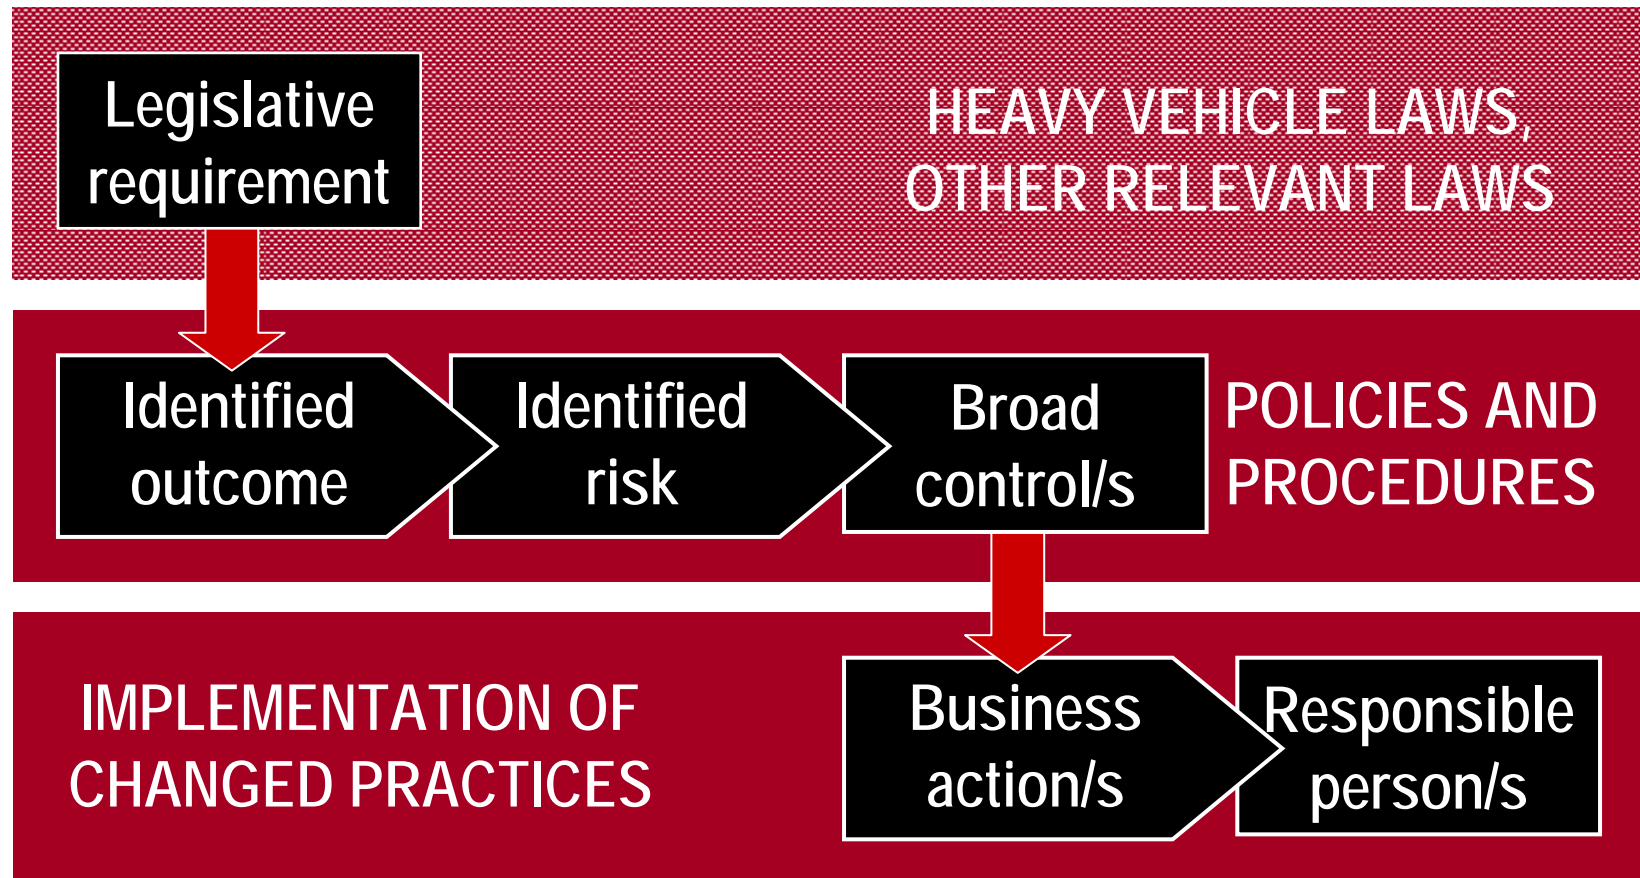 Legislative
requirement
HEAVY VEHICLE LAWS,
OTHER RELEVANT LAWS
Identified
outcome
Identified
risk
Broad
control/s
POLICIES AND
PROCEDURES
IMPLEMENTATION OF
CHANGED PRACTICES
Business
action/s
Responsible
person/s